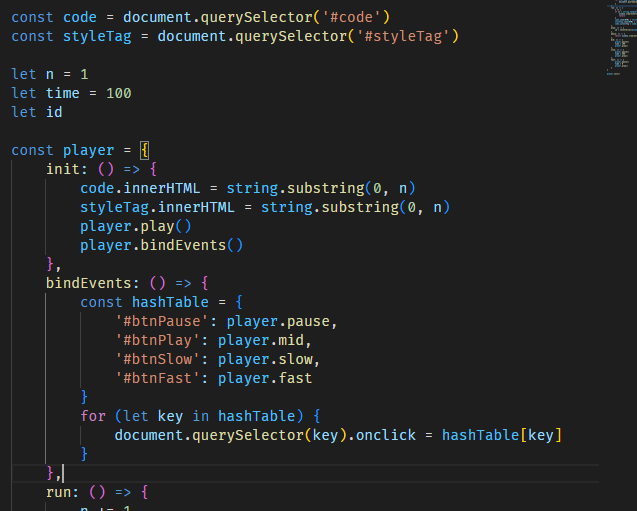 const code = document.querySelector('#code')
const styleTag = document.querySelector('#styleTag')

let n = 1
let time = 100
let id

const player = {
    init: () => {
        code.innerHTML = string.substring(0, n)
        styleTag.innerHTML = string.substring(0, n)
        player.play()
        player.bindEvents()
    },
    bindEvents: () => {
        const hashTable = {
            '#btnPause': player.pause,
            '#btnPlay': player.mid,
            '#btnSlow': player.slow,
            '#btnFast': player.fast
        }
        for (let key in hashTable) {
            document.querySelector(key).onclick = hashTable[key]
        }
    },
    run: () => {
        n += 1